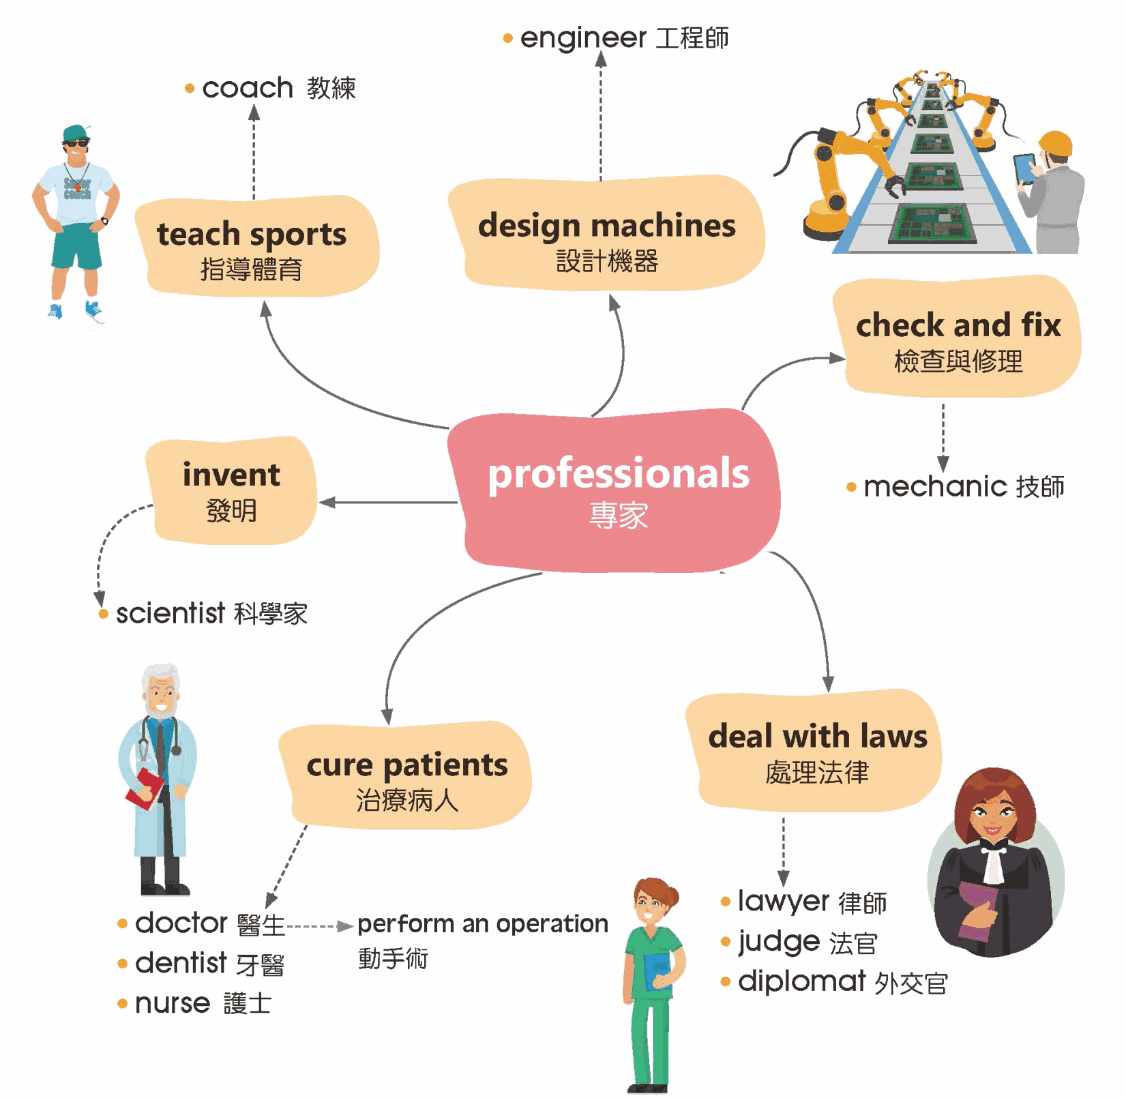 engineer 工程師
coach 教練
Super
coach
teach sports
指導體育
design machines
設計機器
check and fix
檢查與修理
mechanic 技師
professionals
專家
invent
發明
scientist 科學家
cure patients
治療病人
doctor 醫生
perform an operation
動手術
dentist 牙醫
nurse 護士
deal with laws
處理法律
lawyer 律師
judge 法官
diplomat 外交官